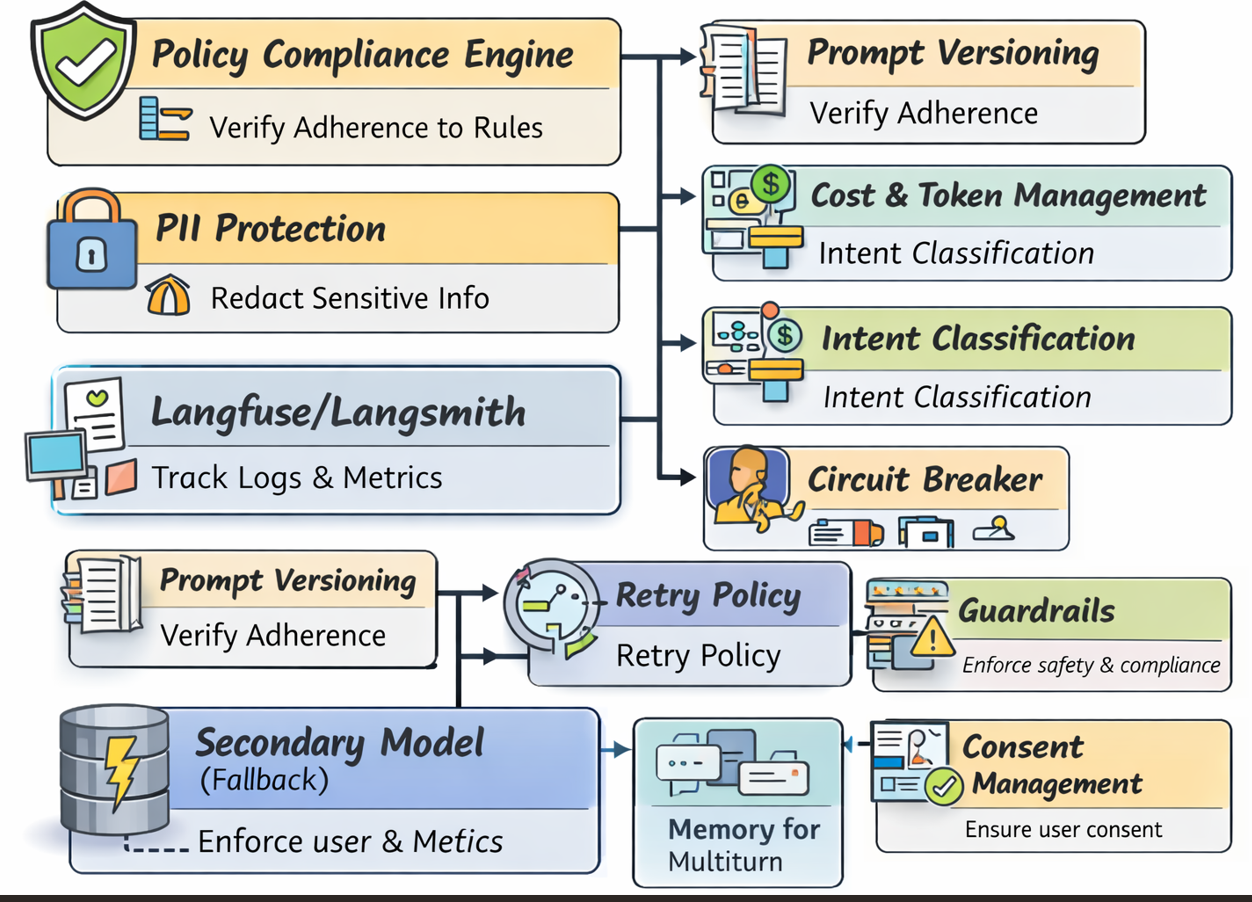 Policy Compliance Engine
Verify Adherence to Rules
PII Protection
Redact Sensitive Info
Langfuse/Langsmith
Track Logs & Metrics
Prompt Versioning
Verify Adherence
$
Cost & Token Management
Intent Classification
$
Intent Classification
Intent Classification
Circuit Breaker
Prompt Versioning
Verify Adherence
Retry Policy
Retry Policy
Guardrails
Enforce safety & compliance
Secondary Model
(Fallback)
Enforce user & Metics
Memory for
Multiturn
Consent
Management
Ensure user consent